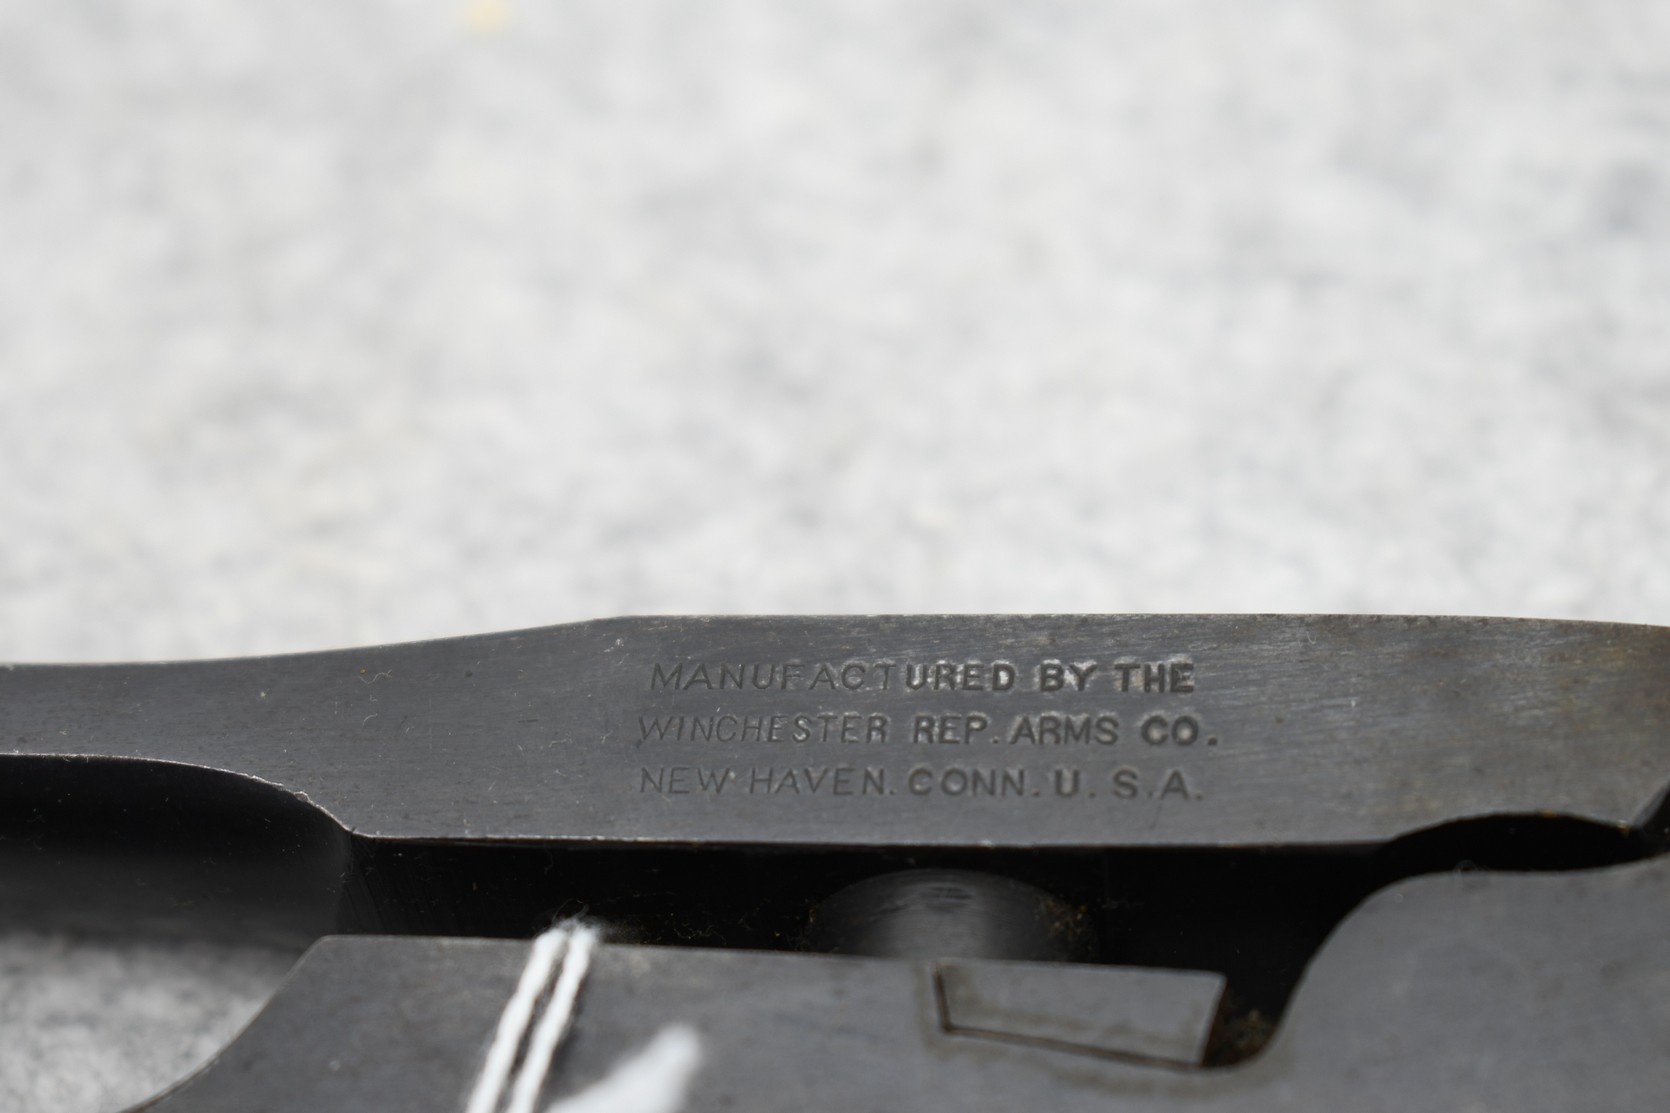 MANUFACTURED BY THE
WINCHESTER REP. ARMS CO.
NEW HAVEN. CONN. U. S. A.